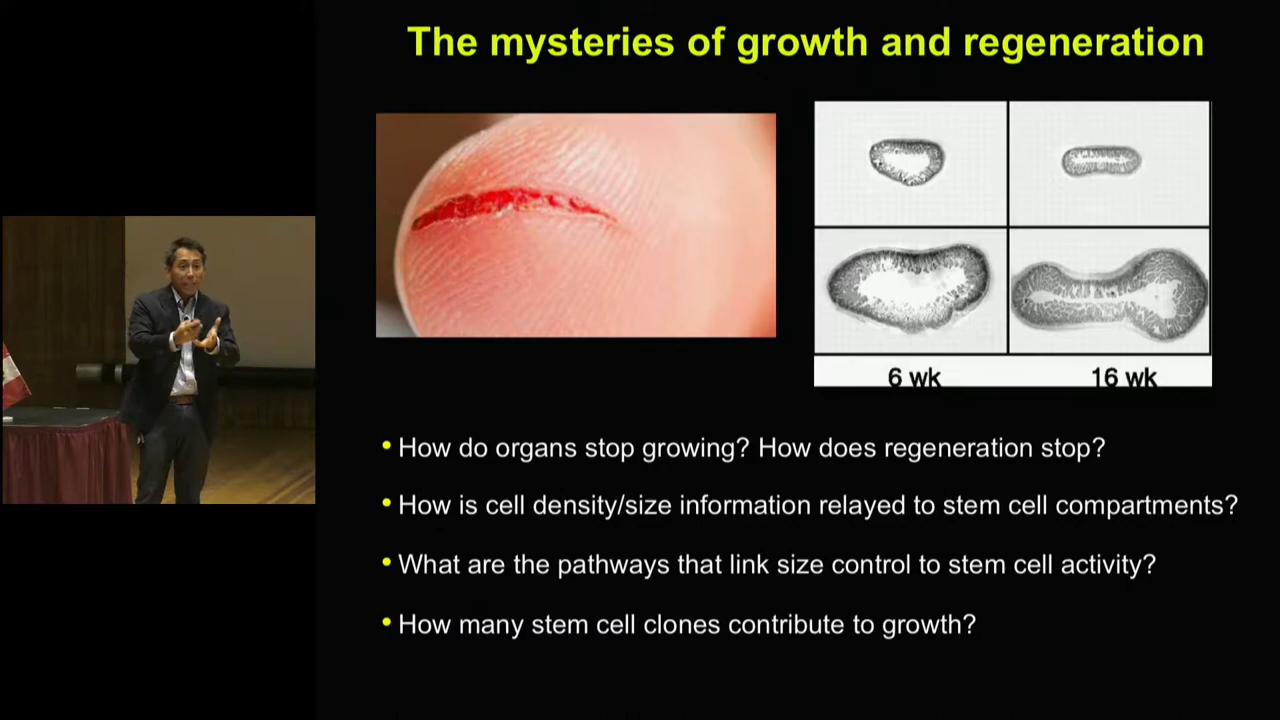 The mysteries of growth and regeneration
6 wk
16 wk
• How do organs stop growing? How does regeneration stop?
• How is cell density/size information relayed to stem cell compartments?
• What are the pathways that link size control to stem cell activity?
• How many stem cell clones contribute to growth?